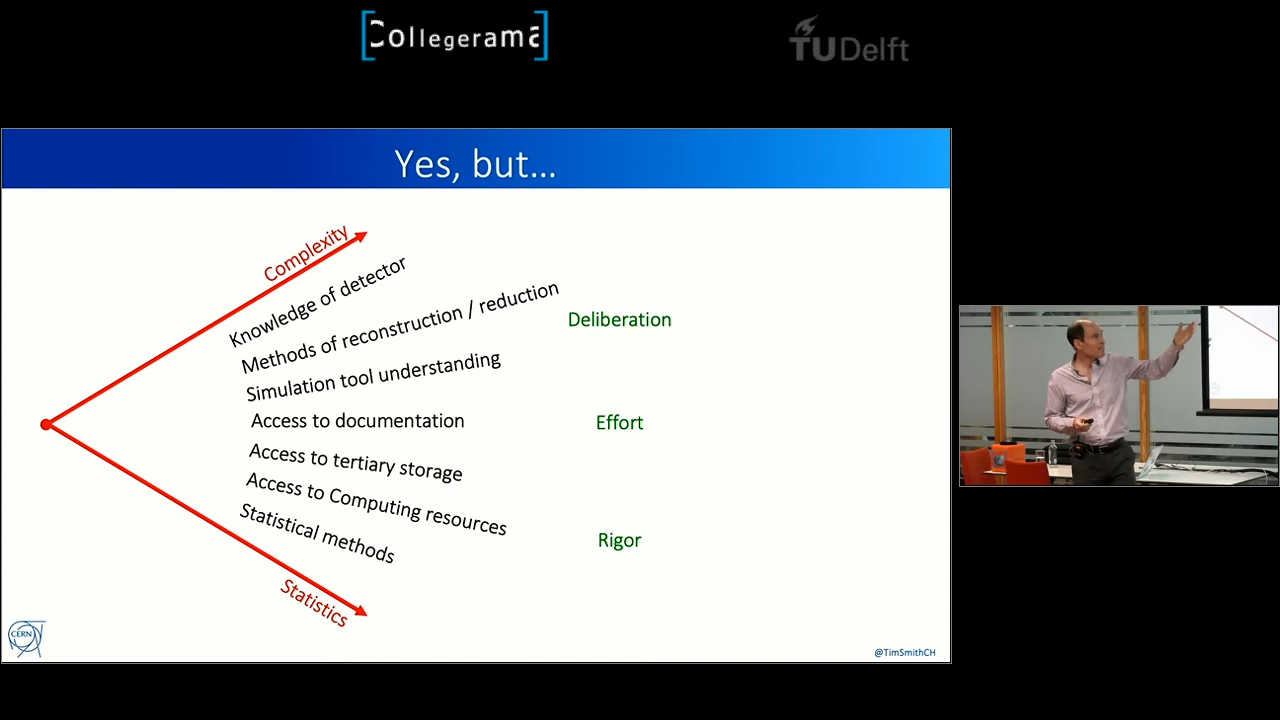 Collegerama
TUDelft
Yes, but...
Complexity
Knowledge of detector
Methods of reconstruction / reduction
Deliberation
Simulation tool understanding
Access to documentation
Effort
Access to tertiary storage
Access to Computing resources
Statistical methods
Rigor
Statistics
CERN
@TimSmithCH